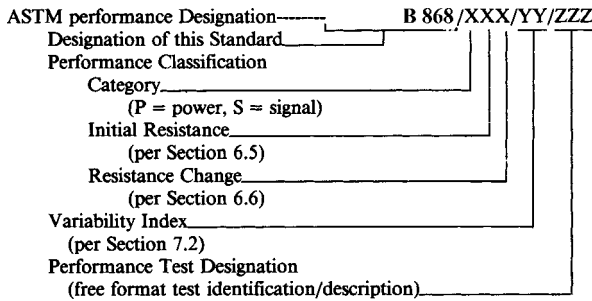 ASTM performance Designation-------- B 868/XXX/YY/ZZZ
Designation of this Standard
Performance Classification
Category
(P = power, S = signal)
Initial Resistance
(per Section 6.5)
Resistance Change
(per Section 6.6)
Variability Index
(per Section 7.2)
Performance Test Designation
(free format test identification/description)